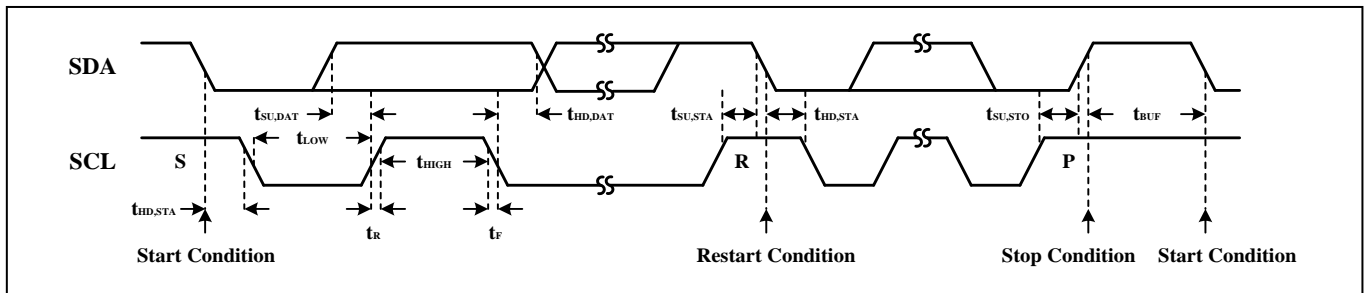 SDA
tSU,DAT tHD,DAT tSU,STA tHD,STA tSU,STO tBUF
tLOW
SCL S tHIGH R P
tHD,STA
tR tF
Start Condition Restart Condition Stop Condition Start Condition